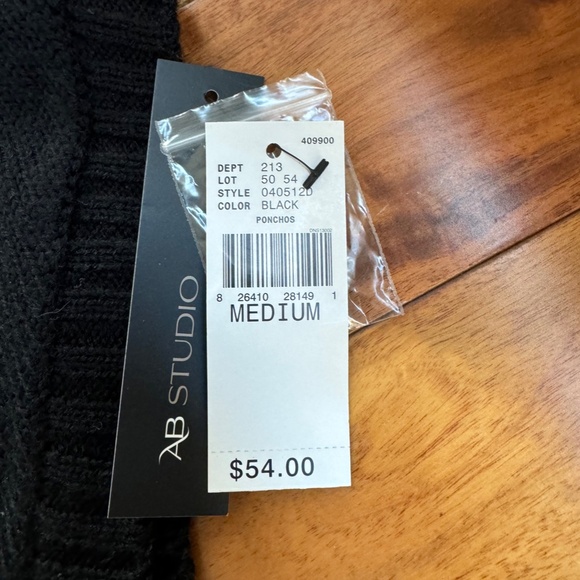 409900
DEPT 213
LOT 50 54
STYLE 040512D
COLOR BLACK
PONCHOS
8 26410 28149 1
MEDIUM
$54.00
AB STUDIO